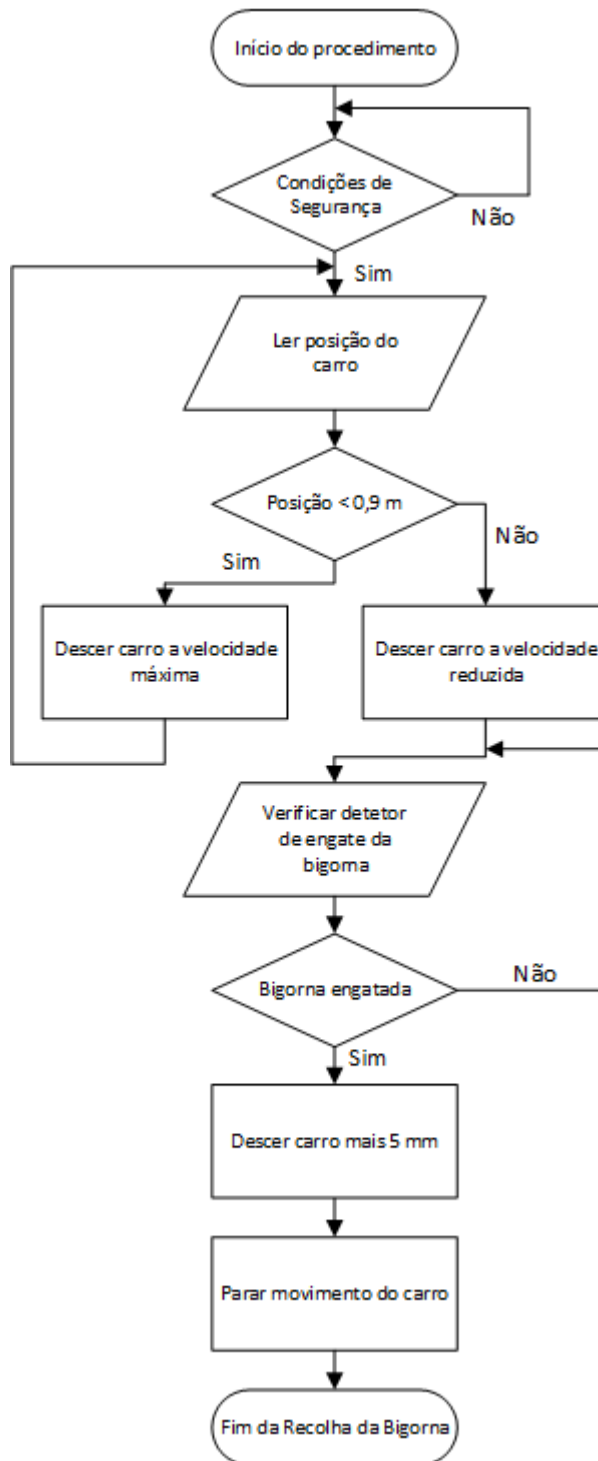 Início do procedimento
Condições de
Segurança
Não
Sim
Ler posição do
carro
Posição < 0,9 m
Não
Sim
Descer carro a velocidade
máxima
Descer carro a velocidade
reduzida
Verificar detetor
de engate da
bigorna
Bigorna engatada
Não
Sim
Descer carro mais 5 mm
Parar movimento do carro
Fim da Recolha da Bigorna